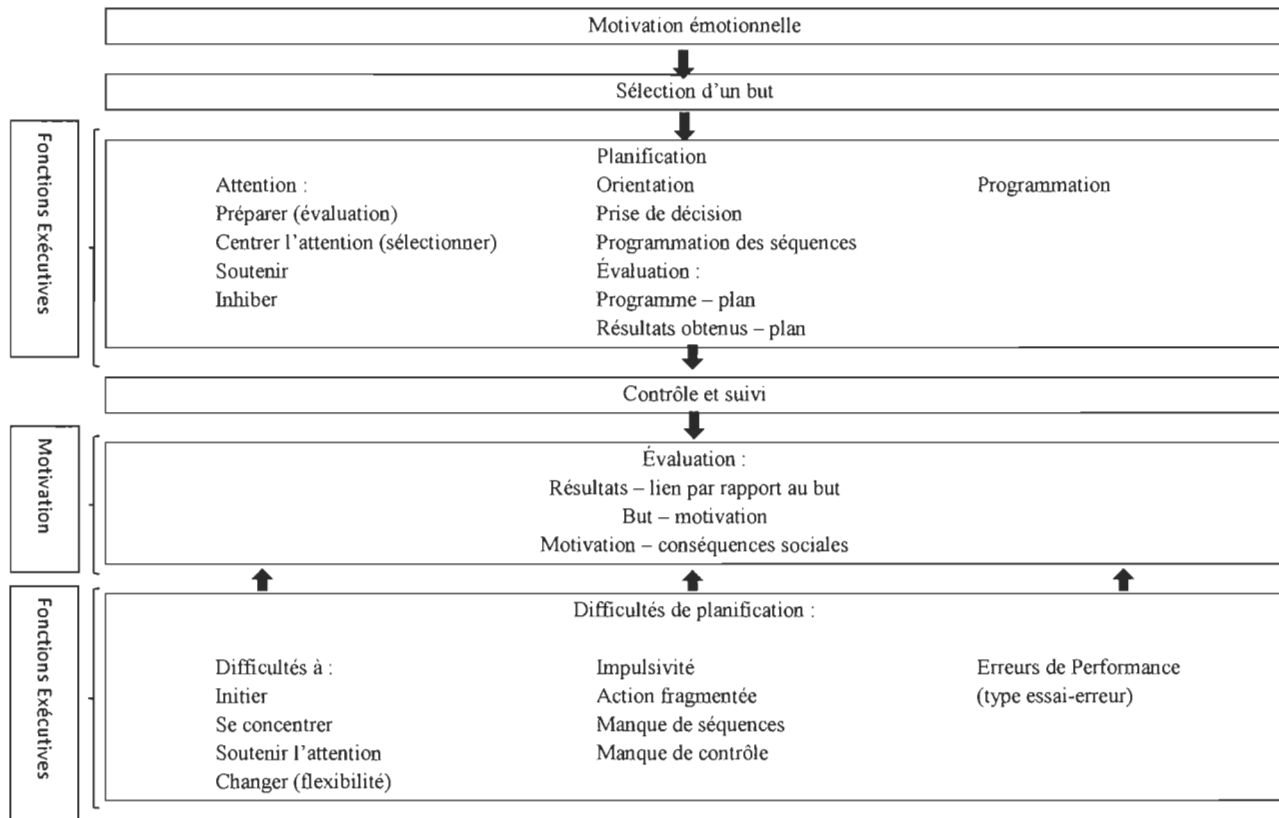 Motivation émotionnelle
Sélection d'un but
Fonctions Exécutives
Planification
Attention :
Orientation
Programmation
Préparer (évaluation)
Prise de décision
Centrer l'attention (sélectionner)
Programmation des séquences
Soutenir
Évaluation :
Inhiber
Programme – plan
Résultats obtenus – plan
Contrôle et suivi
Motivation
Évaluation :
Résultats – lien par rapport au but
But – motivation
Motivation – conséquences sociales
Fonctions Exécutives
Difficultés de planification :
Difficultés à :
Impulsivité
Erreurs de Performance
Initier
Action fragmentée
(type essai-erreur)
Se concentrer
Manque de séquences
Soutenir l'attention
Manque de contrôle
Changer (flexibilité)